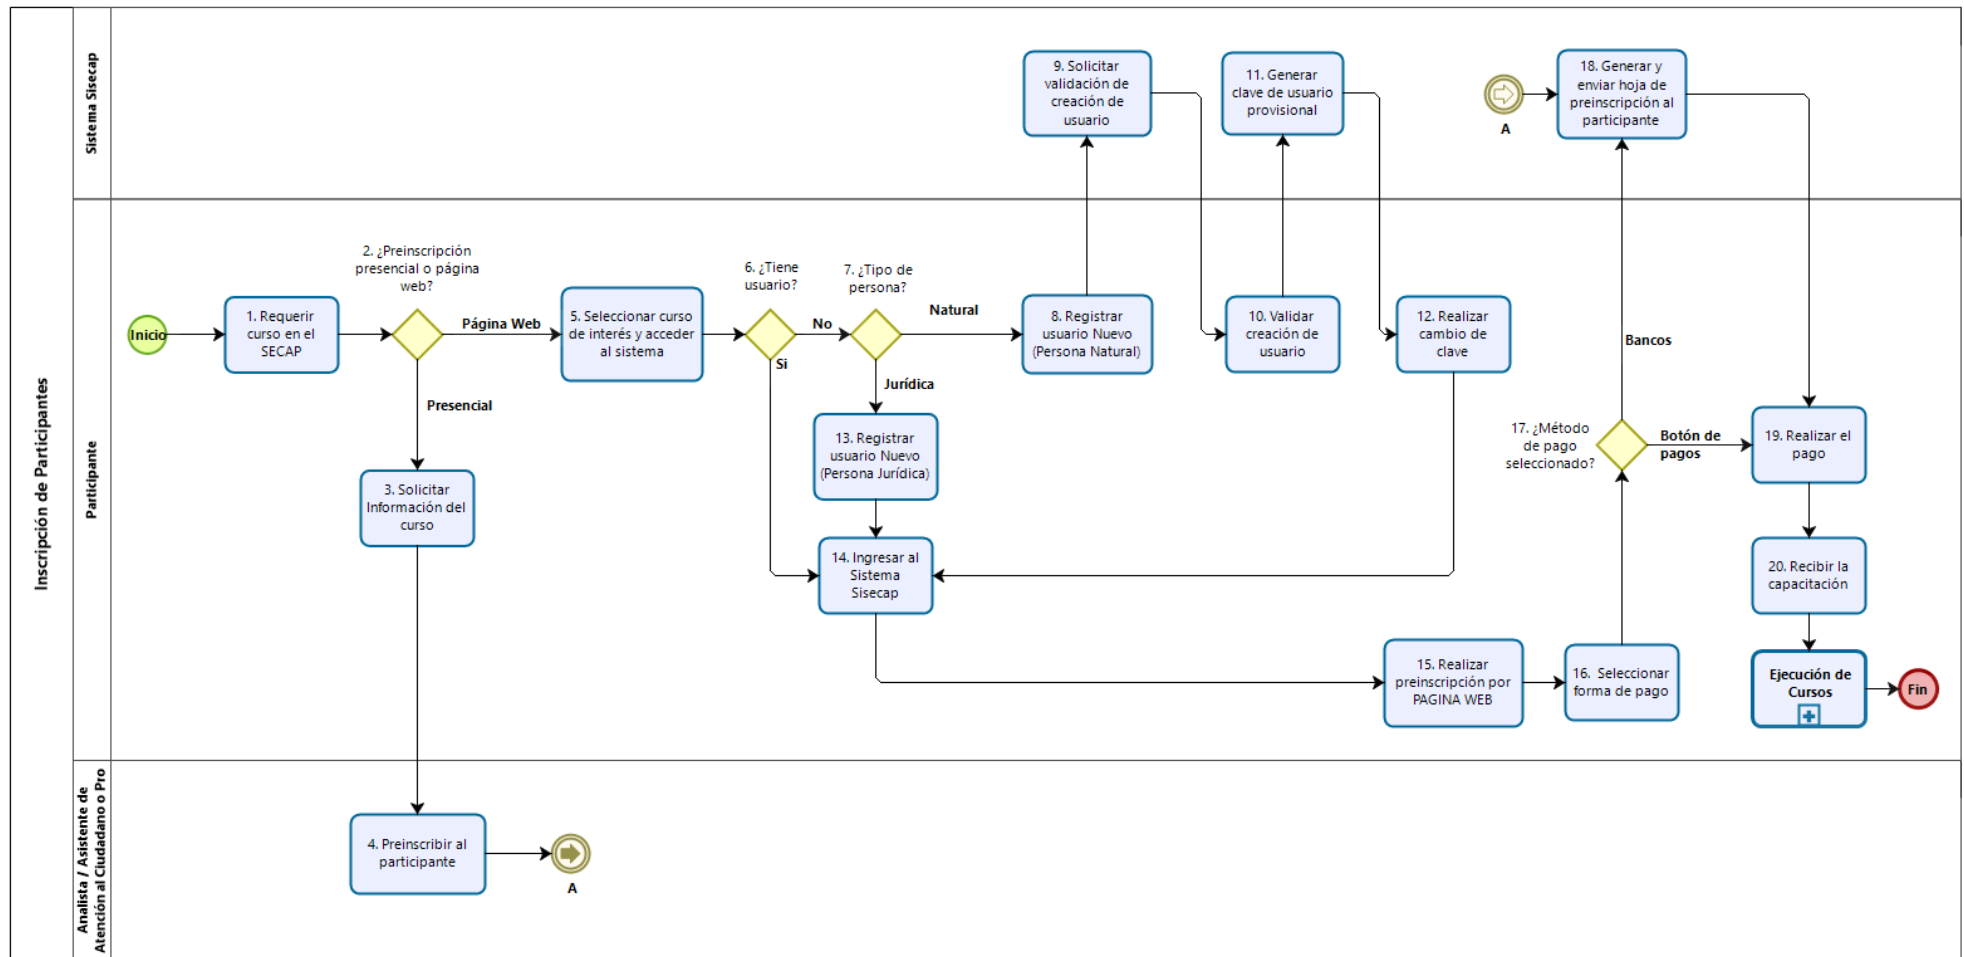 Inscripción de Participantes
Sistema Sisecap
9. Solicitar
validación de
creación de
usuario
11. Generar
clave de usuario
provisional
A
18. Generar y
enviar hoja de
preinscripción al
participante
Participante
Inicio
1. Requerir
curso en el
SECAP
2. ¿Preinscripción
presencial o página
web?
Página Web
Presencial
3. Solicitar
Información del
curso
5. Seleccionar curso
de interés y acceder
al sistema
6. ¿Tiene
usuario?
No
Si
7. ¿Tipo de
persona?
Natural
Jurídica
8. Registrar
usuario Nuevo
(Persona Natural)
10. Validar
creación de
usuario
12. Realizar
cambio de
clave
13. Registrar
usuario Nuevo
(Persona Jurídica)
14. Ingresar al
Sistema
Sisecap
15. Realizar
preinscripción por
PAGINA WEB
16. Seleccionar
forma de pago
17. ¿Método
de pago
seleccionado?
Bancos
Botón de
pagos
19. Realizar el
pago
20. Recibir la
capacitación
Ejecución de
Cursos
Fin
Analista / Asistente de
Atención al Ciudadano o Pro
4. Preinscribir al
participante
A